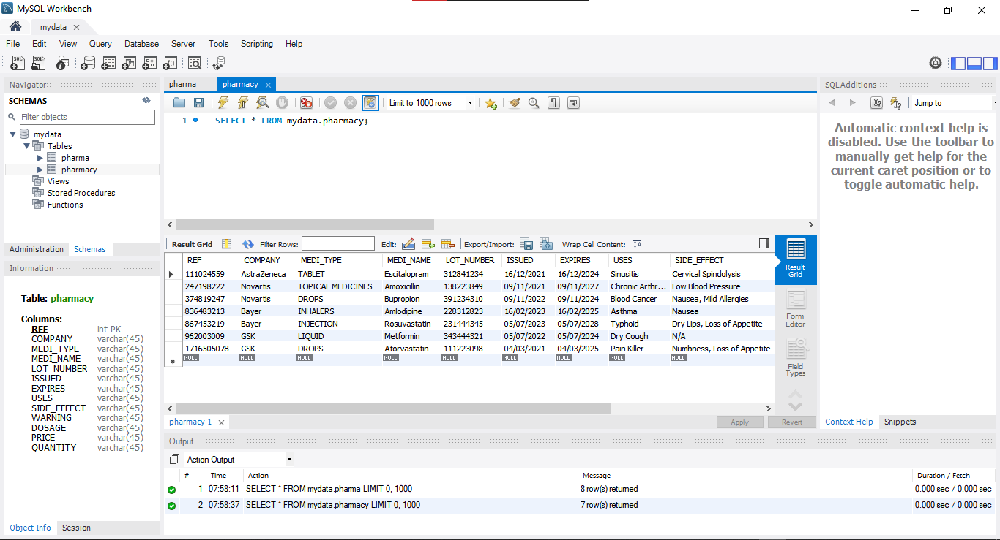 MySQL Workbench
mydata
File Edit View Query Database Server Tools Scripting Help
Navigator
SCHEMAS
Filter objects
mydata
Tables
pharma
pharmacy
Views
Stored Procedures
Functions
Administration Schemas
Information
Table: pharmacy
Columns:
REF int PK
COMPANY varchar(45)
MEDI_TYPE varchar(45)
MEDI_NAME varchar(45)
LOT_NUMBER varchar(45)
ISSUED varchar(45)
EXPIRES varchar(45)
USES varchar(45)
SIDE_EFFECT varchar(45)
WARNING varchar(45)
DOSAGE varchar(45)
PRICE varchar(45)
QUANTITY varchar(45)
Object Info Session
pharma pharmacy
Limit to 1000 rows
1 SELECT * FROM mydata.pharmacy;
Result Grid Filter Rows: Edit: Export/Import: Wrap Cell Content:
REF COMPANY MEDI_TYPE MEDI_NAME LOT_NUMBER ISSUED EXPIRES USES SIDE_EFFECT
111024559 AstraZeneca TABLET Escitalopram 312841234 16/12/2021 16/12/2024 Sinusitis Cervical Spindolysis
247198222 Novartis TOPICAL MEDICINES Amoxicillin 138223849 09/11/2021 09/11/2027 Chronic Arthr... Low Blood Pressure
374819247 Novartis DROPS Bupropion 391234310 09/11/2022 09/11/2024 Blood Cancer Nausea, Mild Allergies
836483213 Bayer INHALERS Amlodipine 228312823 16/02/2023 16/02/2025 Asthma Nausea
867453219 Bayer INJECTION Rosuvastatin 231444345 05/07/2023 05/07/2028 Typhoid Dry Lips, Loss of Appetite
962003009 GSK LIQUID Metformin 343444321 05/07/2022 05/07/2024 Dry Cough N/A
1716505078 GSK DROPS Atorvastatin 111223098 04/03/2021 04/03/2025 Pain Killer Numbness, Loss of Appetite
NULL NULL NULL NULL NULL NULL NULL NULL NULL
Result
Grid
Form
Editor
Field
Types
pharmacy 1 Apply Revert
SQLAdditions
Jump to
Automatic context help is
disabled. Use the toolbar to
manually get help for the
current caret position or to
toggle automatic help.
Context Help Snippets
Output
Action Output
# Time Action Message Duration / Fetch
1 07:58:11 SELECT * FROM mydata.pharma LIMIT 0, 1000 8 row(s) returned 0.000 sec / 0.000 sec
2 07:58:37 SELECT * FROM mydata.pharmacy LIMIT 0, 1000 7 row(s) returned 0.000 sec / 0.000 sec